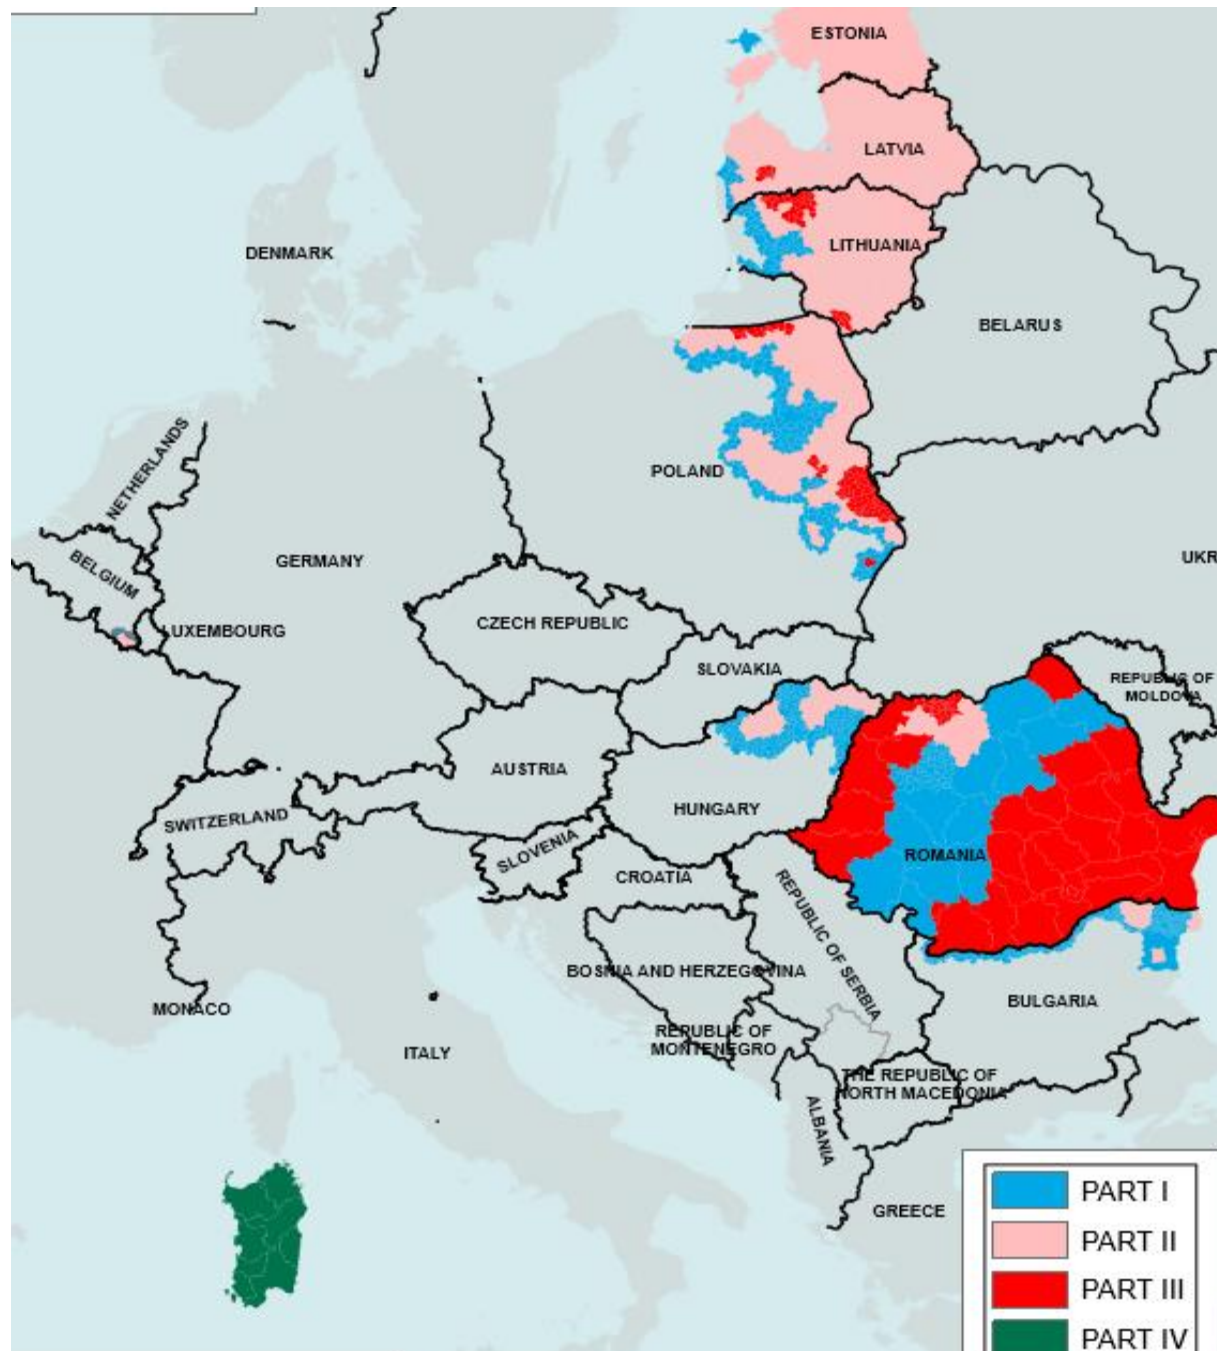 ESTONIA
LATVIA
LITHUANIA
DENMARK
BELARUS
NETHERLANDS
POLAND
GERMANY
BELGIUM
UKR
UXEMBOURG
CZECH REPUBLIC
SLOVAKIA
REPUBLIC OF
MOLDOVA
AUSTRIA
HUNGARY
SWITZERLAND
SLOVENIA
ROMANIA
CROATIA
REPUBLIC OF SERBIA
BOSNIA AND HERZEGOVINA
BULGARIA
MONACO
REPUBLIC OF
MONTENEGRO
ITALY
THE REPUBLIC OF
NORTH MACEDONIA
ALBANIA
GREECE
PART I
PART II
PART III
PART IV